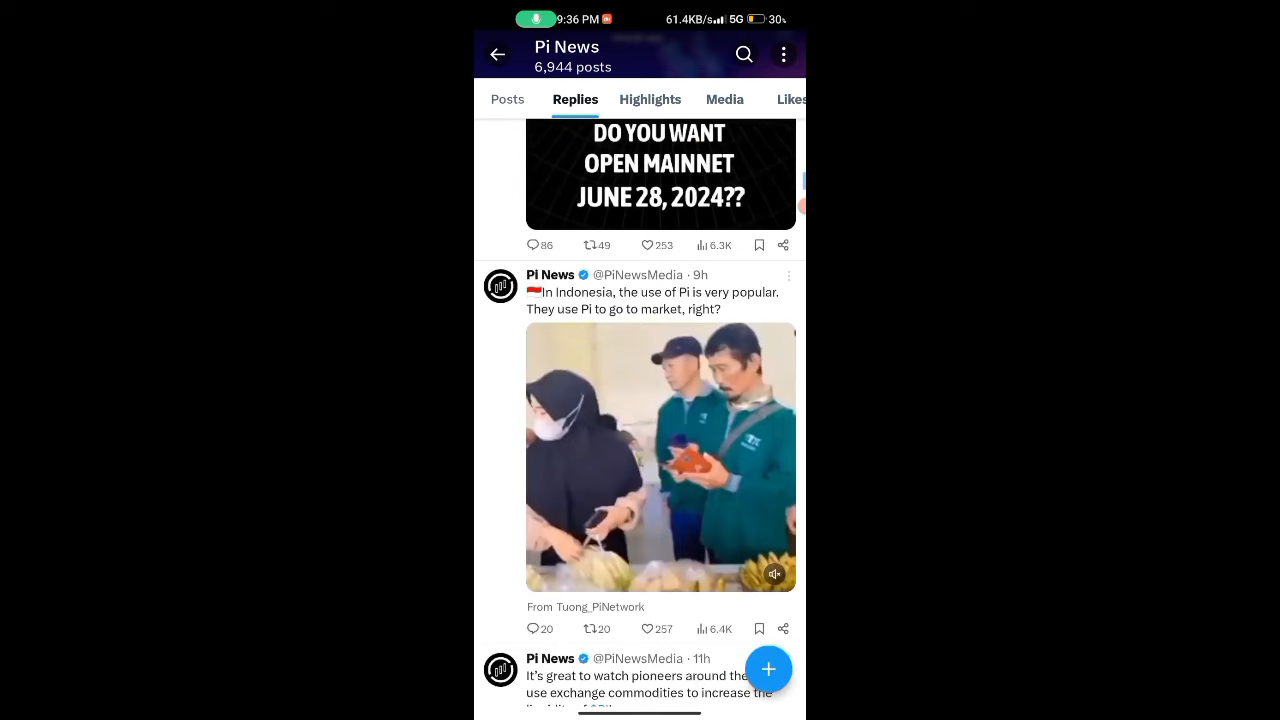 9:36 PM
61.4KB/s 5G 30%
Pi News
6,944 posts
Posts Replies Highlights Media Likes
DO YOU WANT
OPEN MAINNET
JUNE 28, 2024??
86 49 253 6.3K
Pi News @PiNewsMedia · 9h
🇮🇩In Indonesia, the use of Pi is very popular.
They use Pi to go to market, right?
From Tuong_PiNetwork
20 20 257 6.4K
Pi News @PiNewsMedia · 11h
It's great to watch pioneers around the
use exchange commodities to increase the